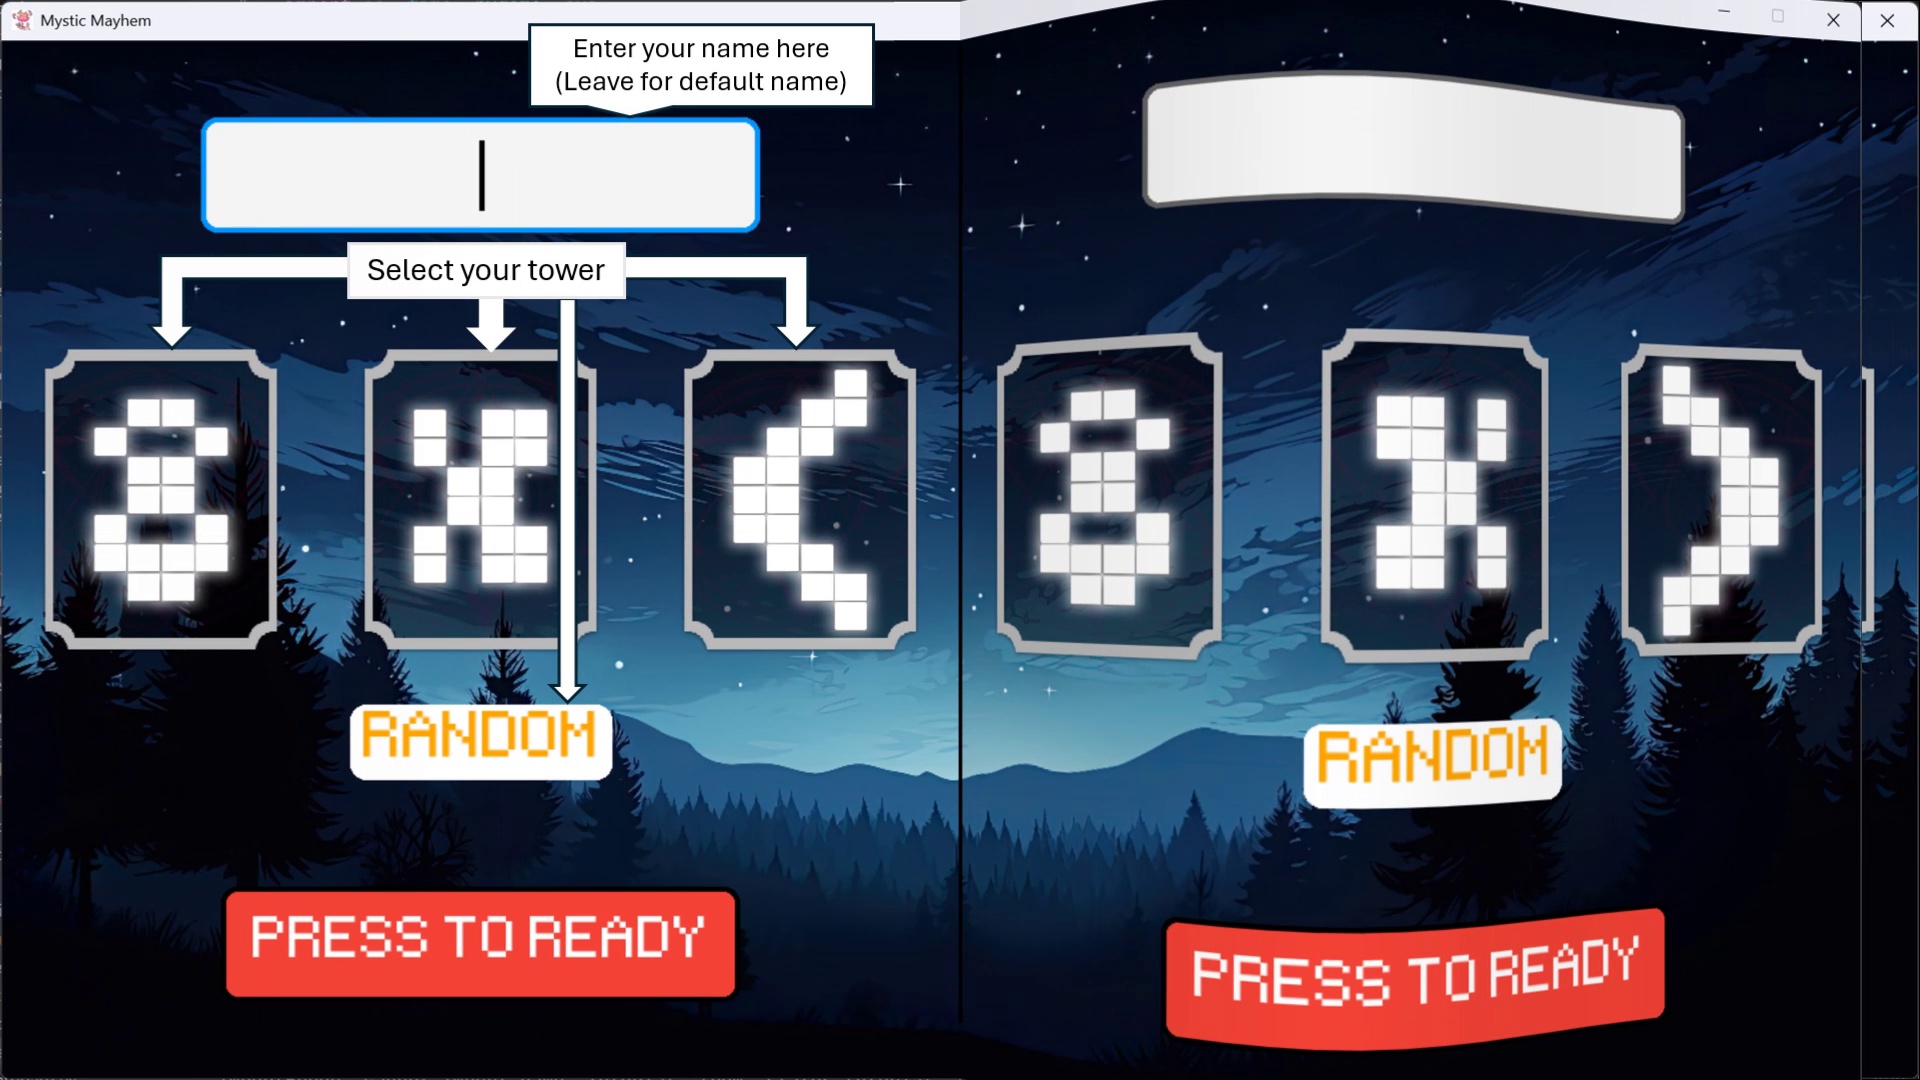 Mystic Mayhem
Enter your name here
(Leave for default name)
Select your tower
RANDOM
PRESS TO READY
RANDOM
PRESS TO READY